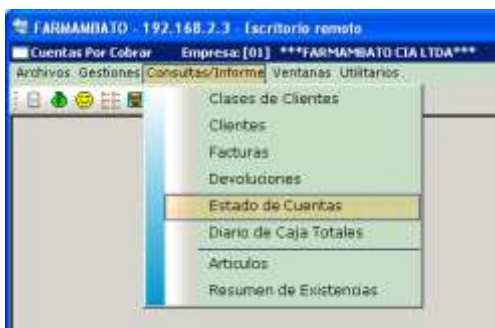 FARMAMBATO - 192.168.2.3 - Escritorio remoto
Cuentas Por Cobrar Empresa: [01] ***FARMAMBATO CIA LTDA***
Archivos Gestiones Consultas/Informe Ventanas Utilitarios
Clases de Clientes
Clientes
Facturas
Devoluciones
Estado de Cuentas
Diario de Caja Totales
Articulos
Resumen de Existencias